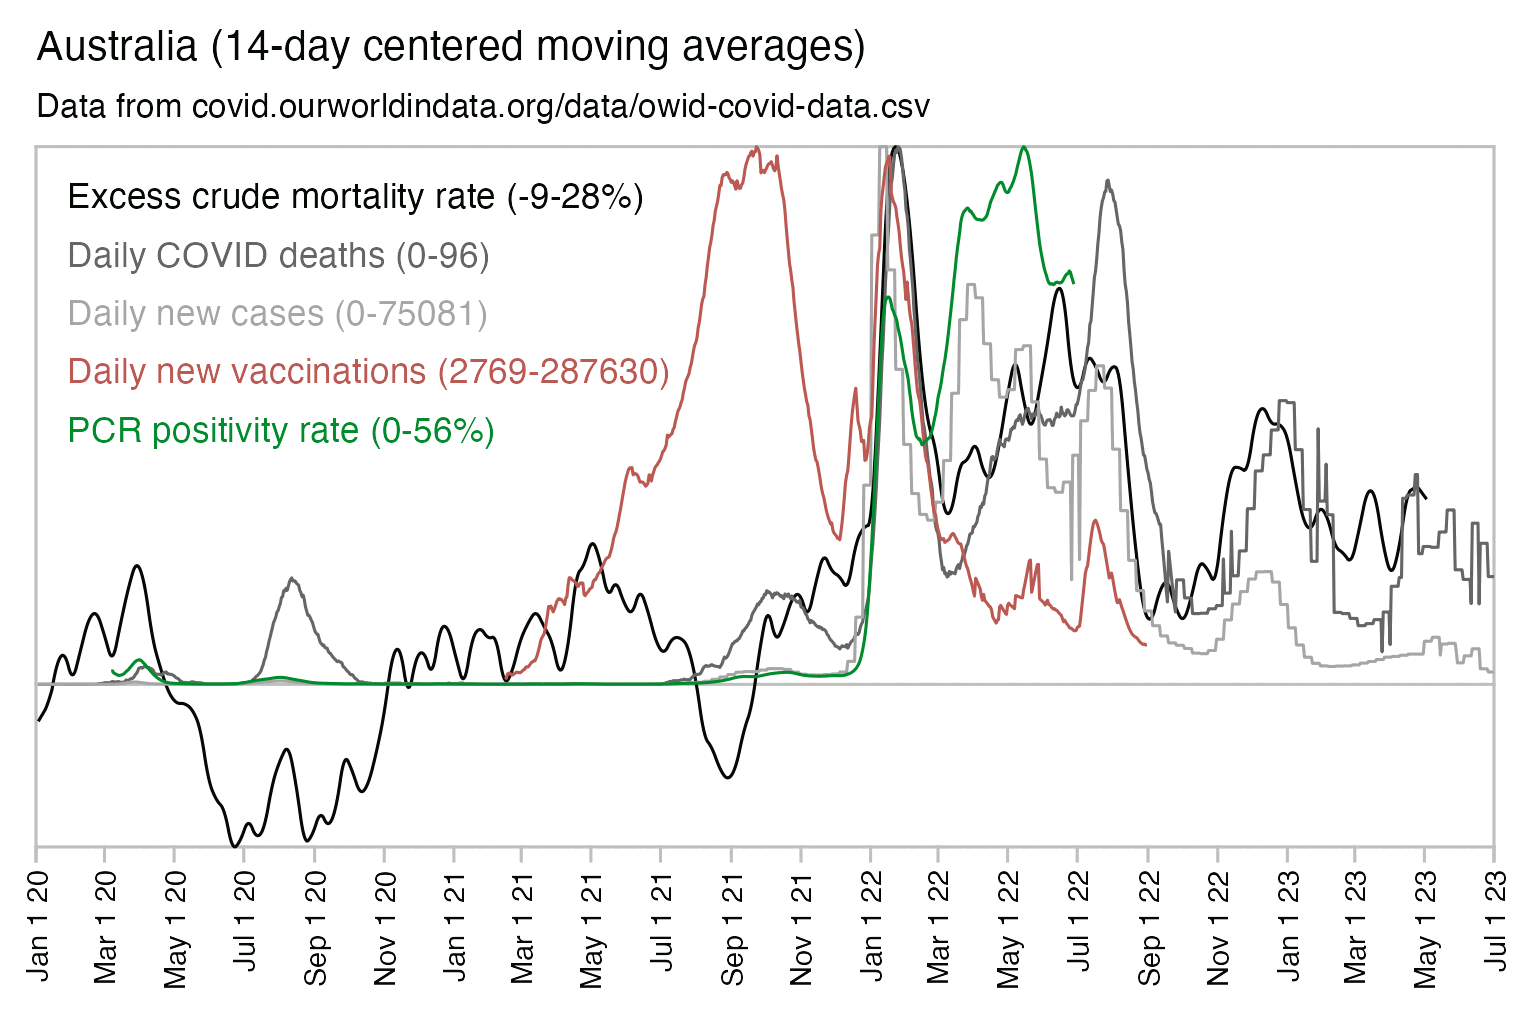 Australia (14-day centered moving averages)
Data from covid.ourworldindata.org/data/owid-covid-data.csv
Excess crude mortality rate (-9-28%)
Daily COVID deaths (0-96)
Daily new cases (0-75081)
Daily new vaccinations (2769-287630)
PCR positivity rate (0-56%)
Jan 1 20
Mar 1 20
May 1 20
Jul 1 20
Sep 1 20
Nov 1 20
Jan 1 21
Mar 1 21
May 1 21
Jul 1 21
Sep 1 21
Nov 1 21
Jan 1 22
Mar 1 22
May 1 22
Jul 1 22
Sep 1 22
Nov 1 22
Jan 1 23
Mar 1 23
May 1 23
Jul 1 23